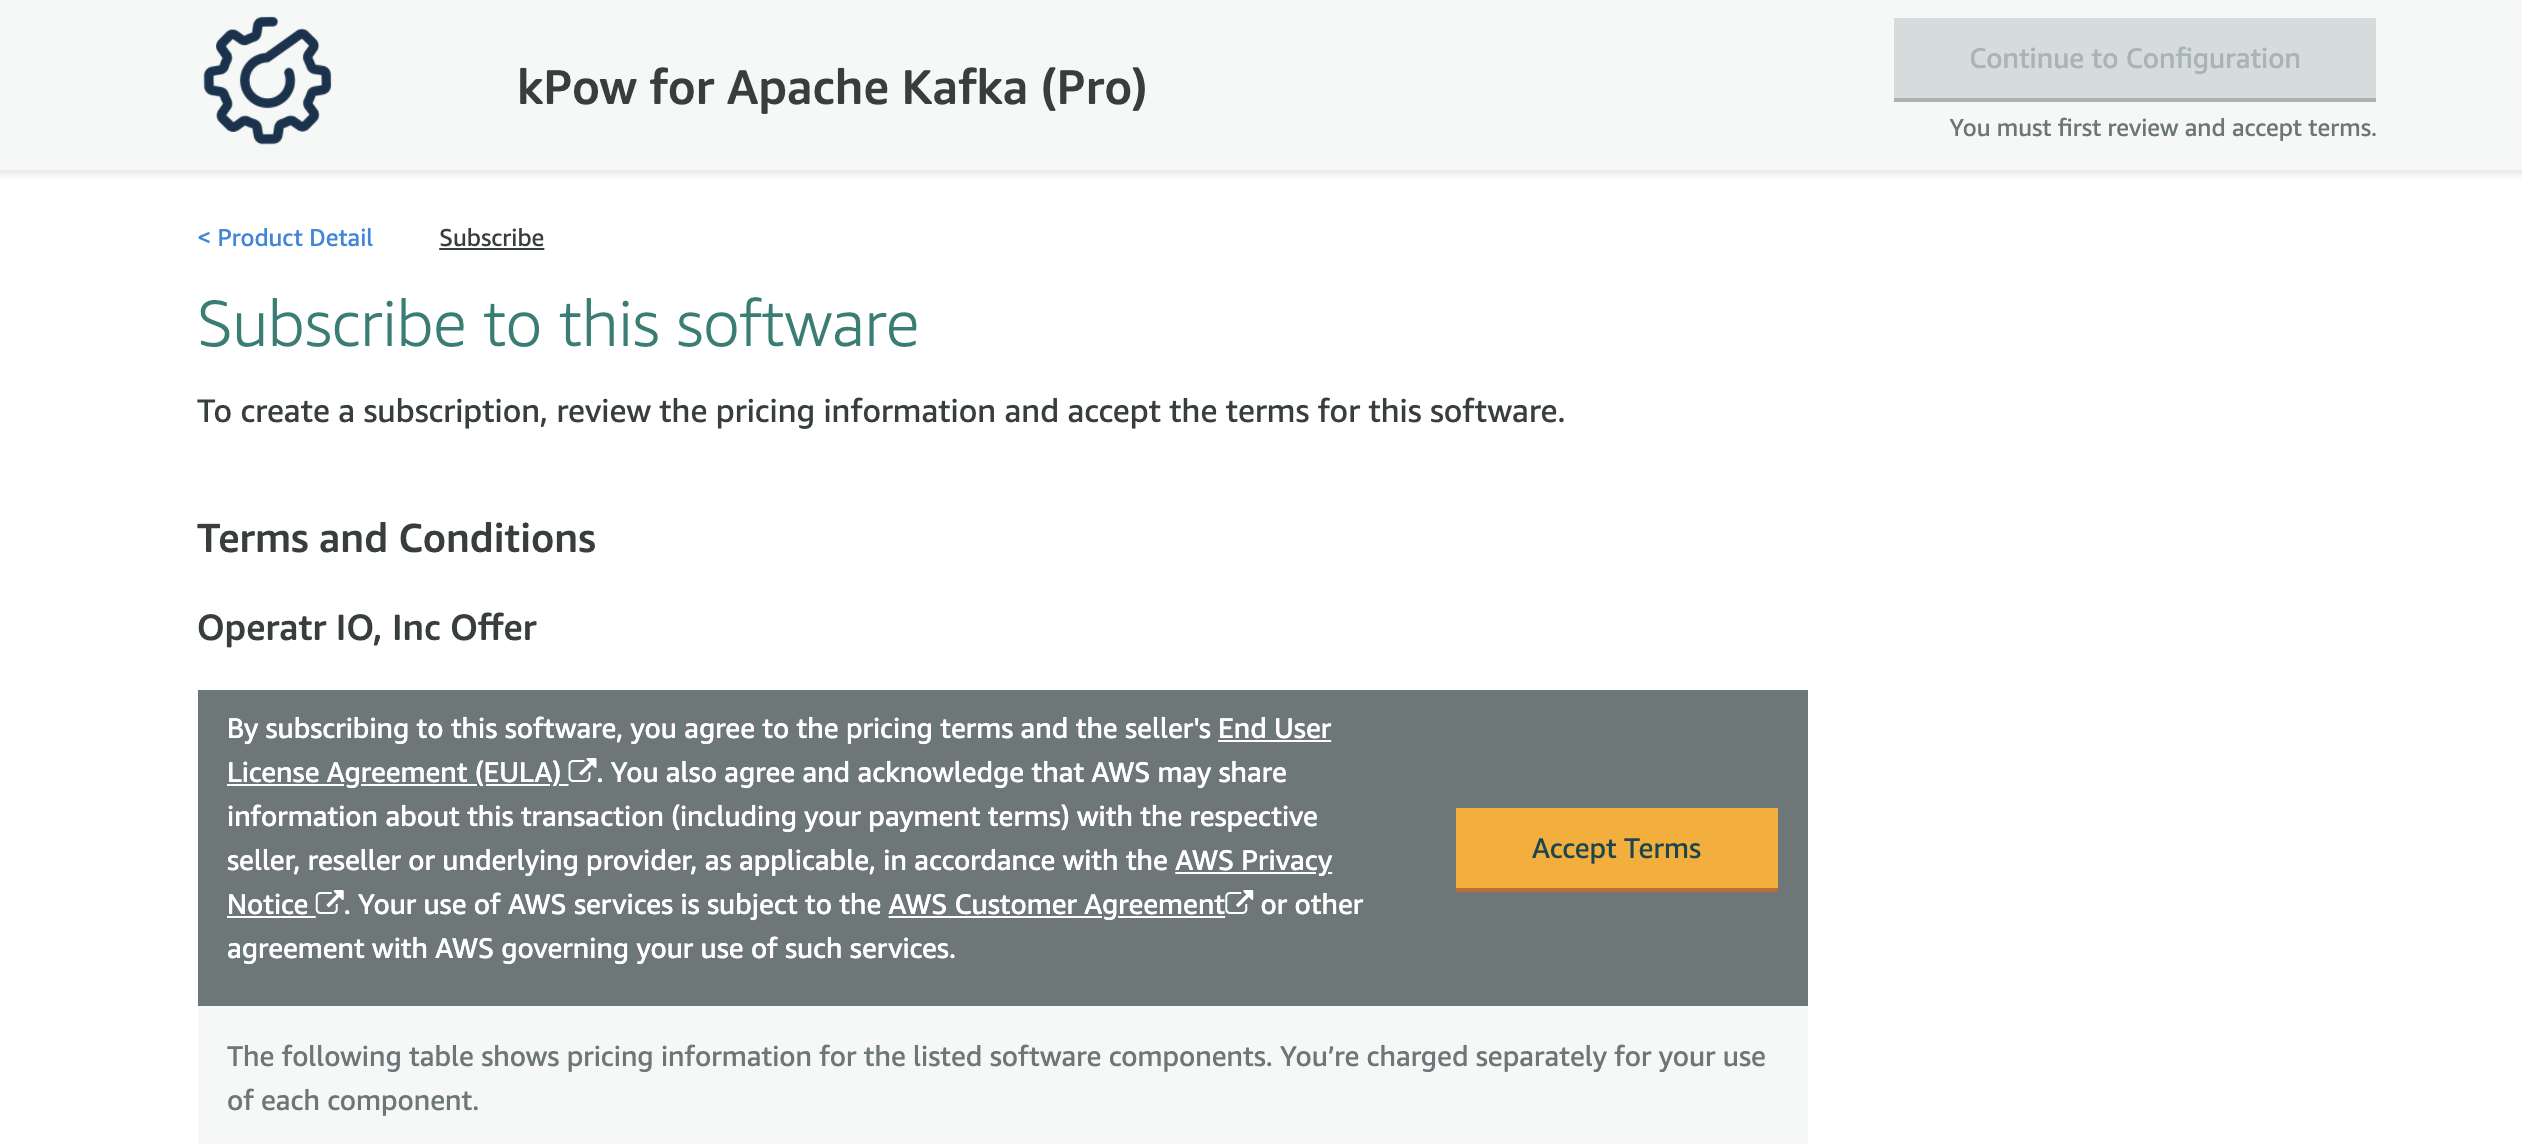 kPow for Apache Kafka (Pro)
Continue to Configuration
You must first review and accept terms.
< Product Detail
Subscribe
Subscribe to this software
To create a subscription, review the pricing information and accept the terms for this software.
Terms and Conditions
Operatr IO, Inc Offer
By subscribing to this software, you agree to the pricing terms and the seller's End User
License Agreement (EULA) . You also agree and acknowledge that AWS may share
information about this transaction (including your payment terms) with the respective
seller, reseller or underlying provider, as applicable, in accordance with the AWS Privacy
Notice . Your use of AWS services is subject to the AWS Customer Agreement or other
agreement with AWS governing your use of such services.
Accept Terms
The following table shows pricing information for the listed software components. You’re charged separately for your use
of each component.